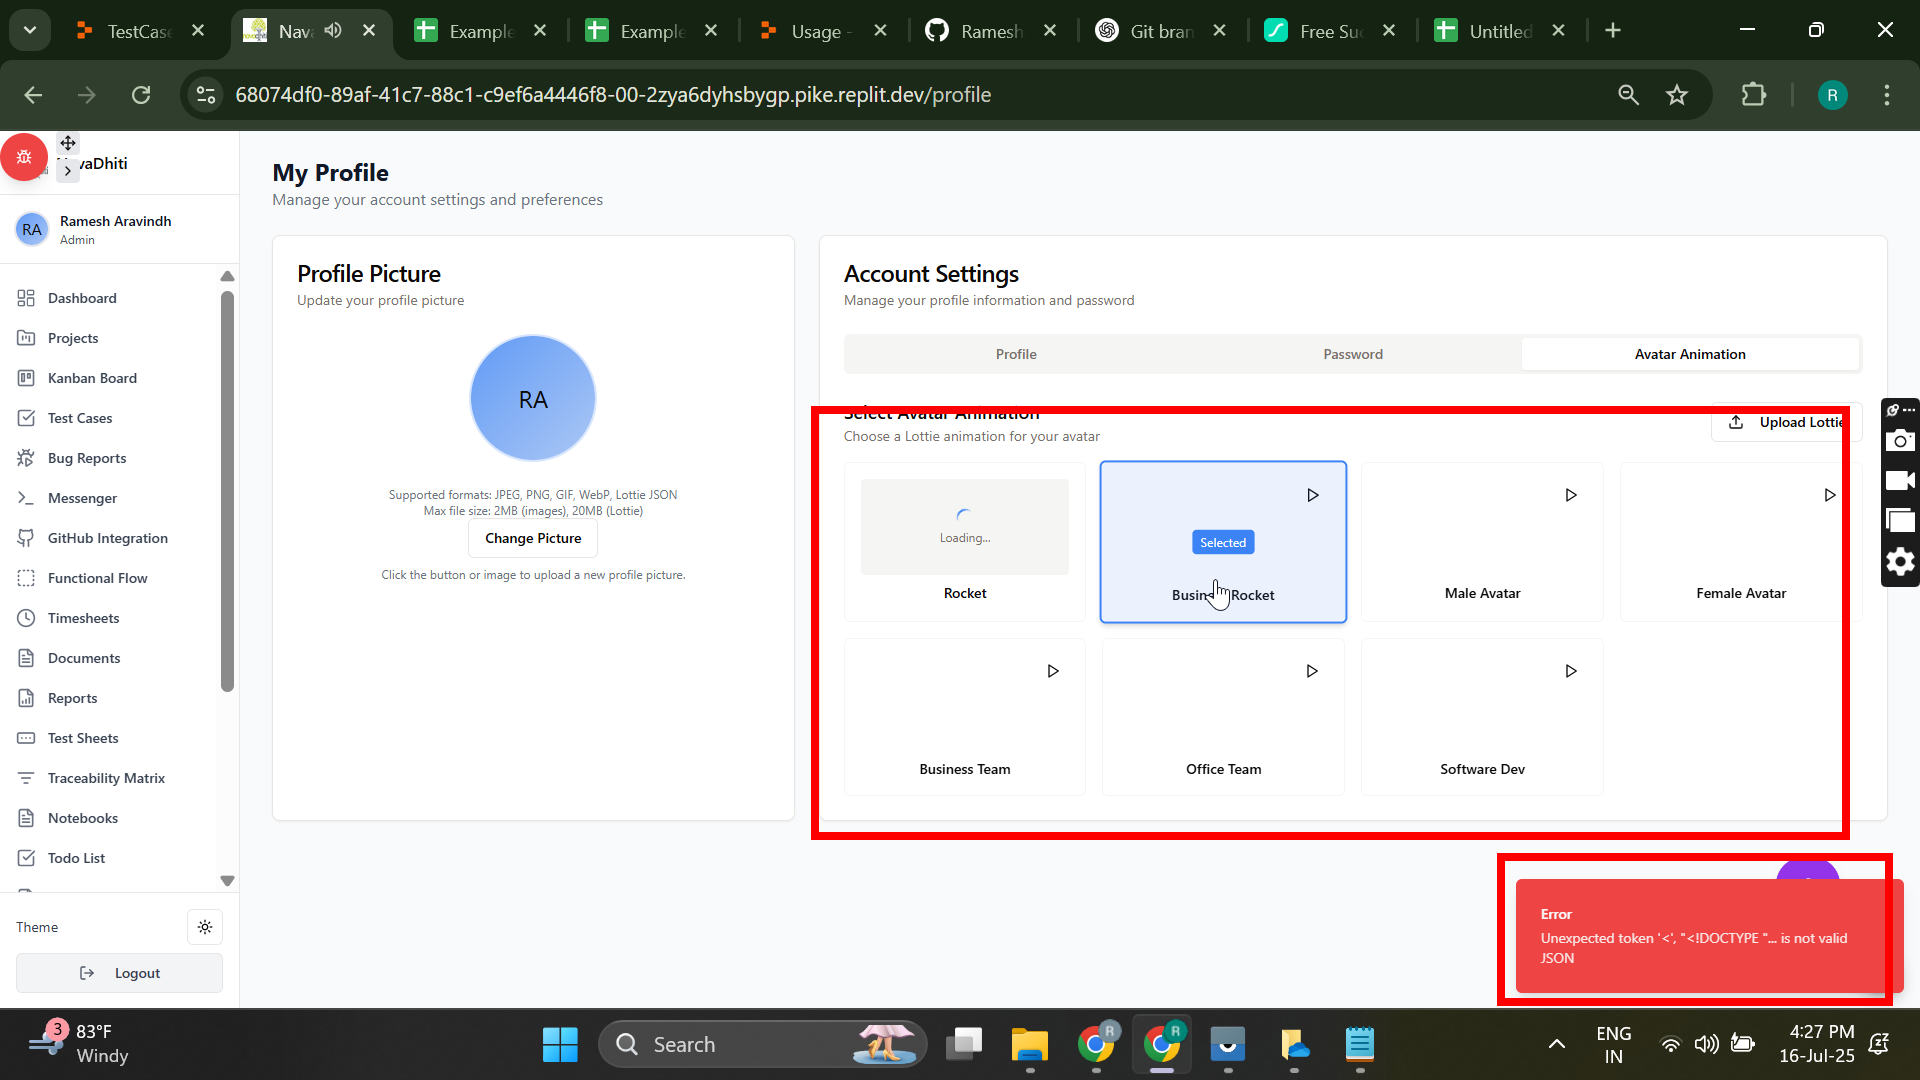 TestCase
Nav
Example
Example
Usage -
Ramesh
Git bran
Free Su
Untitled
68074df0-89af-41c7-88c1-c9ef6a4446f8-00-2zya6dyhsbygp.pike.replit.dev/profile
R
vaDhiti
RA
Ramesh Aravindh
Admin
Dashboard
Projects
Kanban Board
Test Cases
Bug Reports
Messenger
GitHub Integration
Functional Flow
Timesheets
Documents
Reports
Test Sheets
Traceability Matrix
Notebooks
Todo List
Theme
Logout
My Profile
Manage your account settings and preferences
Profile Picture
Update your profile picture
RA
Supported formats: JPEG, PNG, GIF, WebP, Lottie JSON
Max file size: 2MB (images), 20MB (Lottie)
Change Picture
Click the button or image to upload a new profile picture.
Account Settings
Manage your profile information and password
Profile
Password
Avatar Animation
Select Avatar Animation
Choose a Lottie animation for your avatar
Upload Lottie
Loading...
Rocket
Selected
Business Rocket
Male Avatar
Female Avatar
Business Team
Office Team
Software Dev
Error
Unexpected token '<', "<!DOCTYPE "... is not valid
JSON
3
83°F
Windy
Search
R
R
ENG
IN
4:27 PM
16-Jul-25